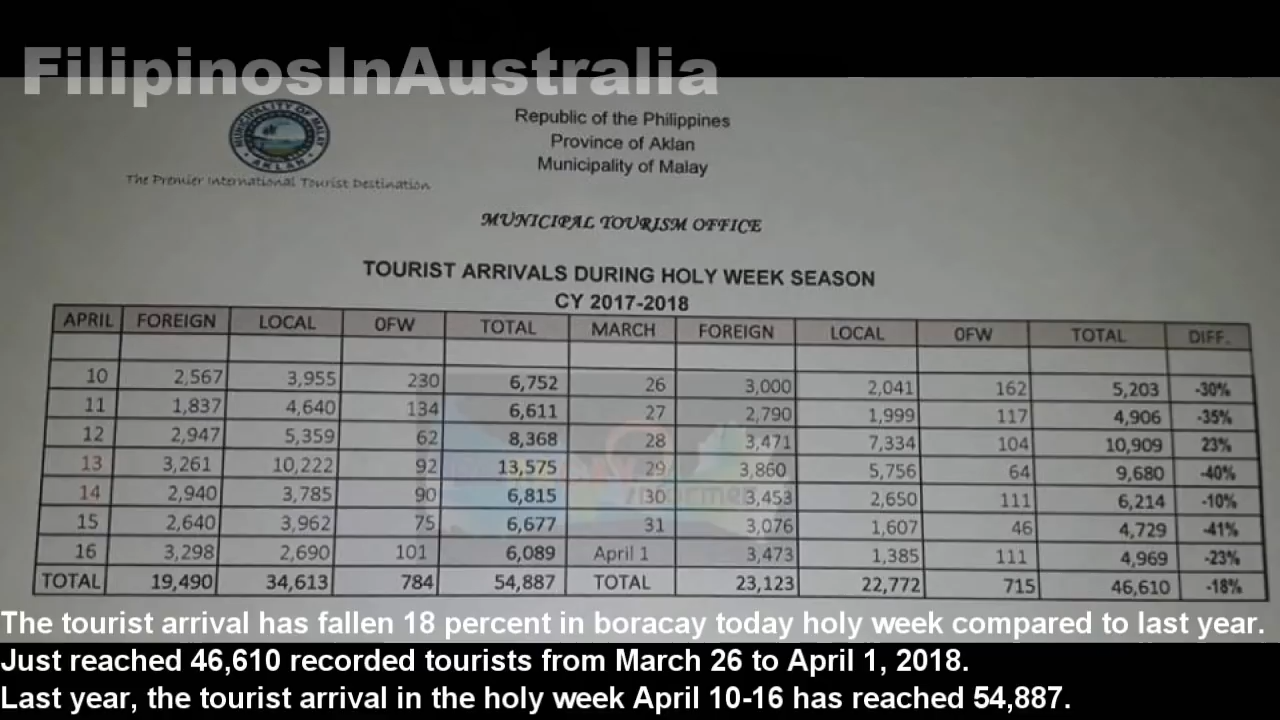 FilipinosInAustralia
MUNICIPALITY OF MALAY
AKLAN
The Premier International Tourist Destination
Republic of the Philippines
Province of Aklan
Municipality of Malay
MUNICIPAL TOURISM OFFICE
TOURIST ARRIVALS DURING HOLY WEEK SEASON
CY 2017-2018
APRIL FOREIGN LOCAL OFW TOTAL MARCH FOREIGN LOCAL OFW TOTAL DIFF.
10 2,567 3,955 230 6,752 26 3,000 2,041 162 5,203 -30%
11 1,837 4,640 134 6,611 27 2,790 1,999 117 4,906 -35%
12 2,947 5,359 62 8,368 28 3,471 7,334 104 10,909 23%
13 3,261 10,222 92 13,575 29 3,860 5,756 64 9,680 -40%
14 2,940 3,785 90 6,815 30 3,453 2,650 111 6,214 -10%
15 2,640 3,962 75 6,677 31 3,076 1,607 46 4,729 -41%
16 3,298 2,690 101 6,089 April 1 3,473 1,385 111 4,969 -23%
TOTAL 19,490 34,613 784 54,887 TOTAL 23,123 22,772 715 46,610 -18%
The tourist arrival has fallen 18 percent in boracay today holy week compared to last year.
Just reached 46,610 recorded tourists from March 26 to April 1, 2018.
Last year, the tourist arrival in the holy week April 10-16 has reached 54,887.